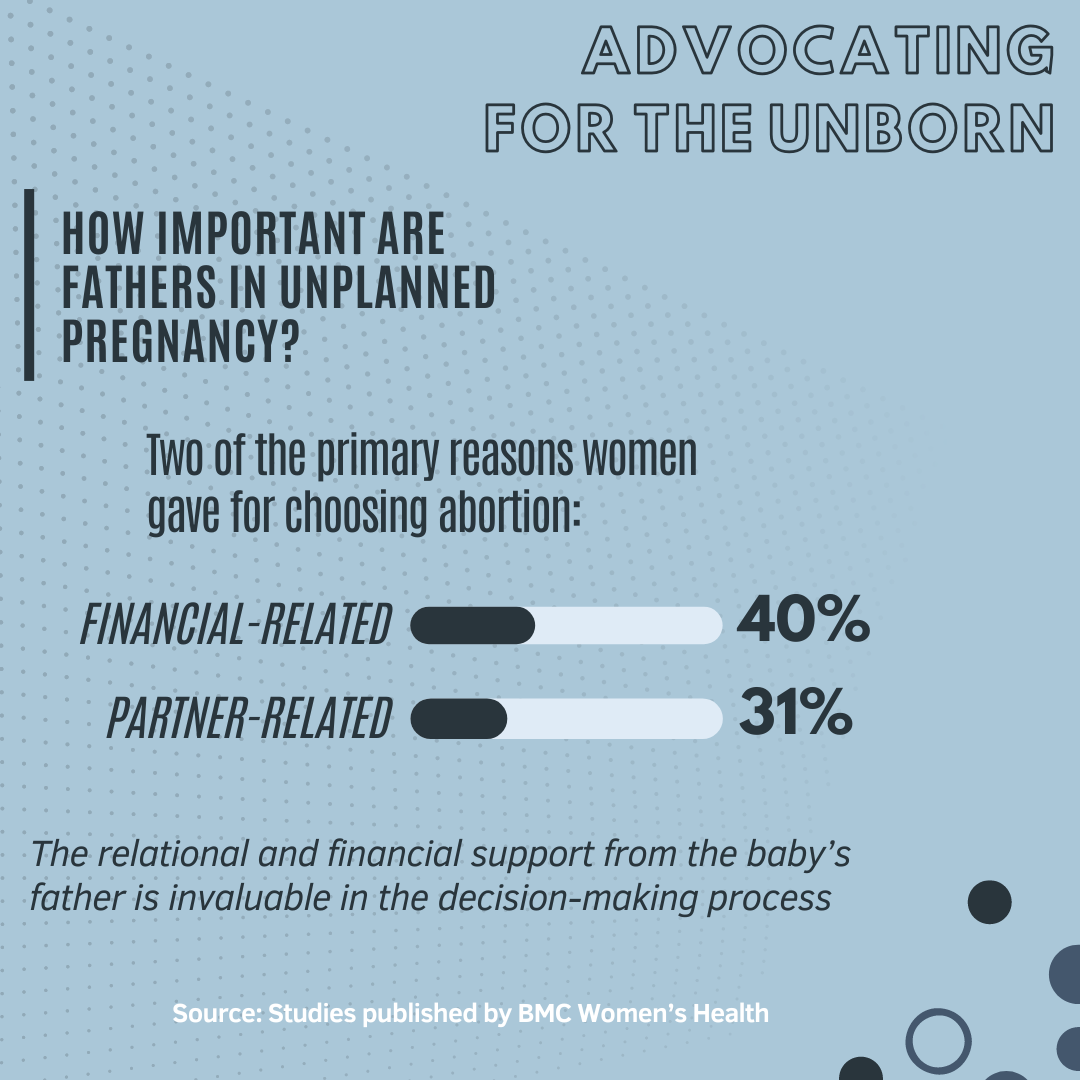 ADVOCATING
FOR THE UNBORN
HOW IMPORTANT ARE
FATHERS IN UNPLANNED
PREGNANCY?
Two of the primary reasons women
gave for choosing abortion:
FINANCIAL-RELATED 40%
PARTNER-RELATED 31%
The relational and financial support from the baby’s
father is invaluable in the decision-making process
Source: Studies published by BMC Women’s Health